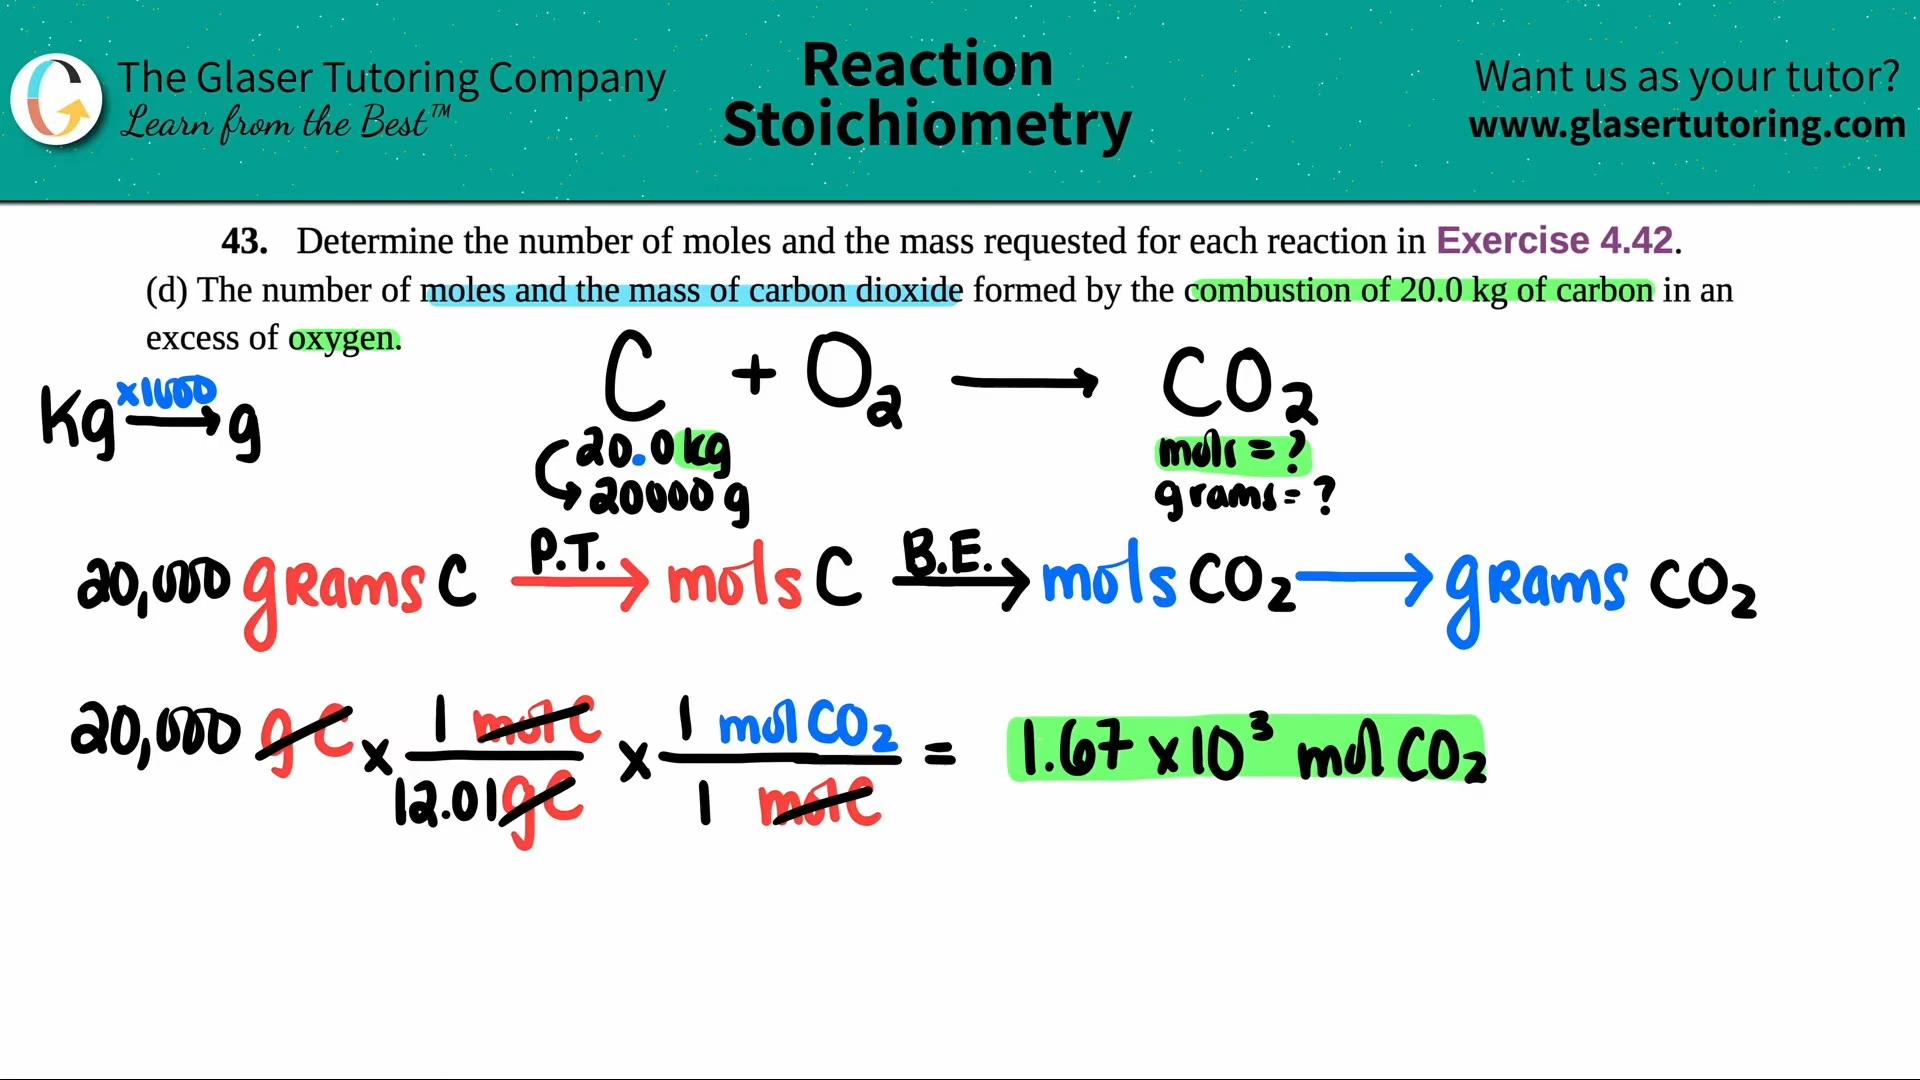 The Glaser Tutoring Company
Learn from the Best™
Reaction
Stoichiometry
Want us as your tutor?
www.glasertutoring.com
43. Determine the number of moles and the mass requested for each reaction in Exercise 4.42.
(d) The number of moles and the mass of carbon dioxide formed by the combustion of 20.0 kg of carbon in an
excess of oxygen.
C + O₂ → CO₂
Kg ×1000→ g
20.0 kg
20000 g
mols = ?
grams = ?
20,000 grams C P.T.→ mols C B.E.→ mols CO₂ → grams CO₂
20,000 g C × 1 mol C / 12.01 g C × 1 mol CO₂ / 1 mol C = 1.67 × 10³ mol CO₂